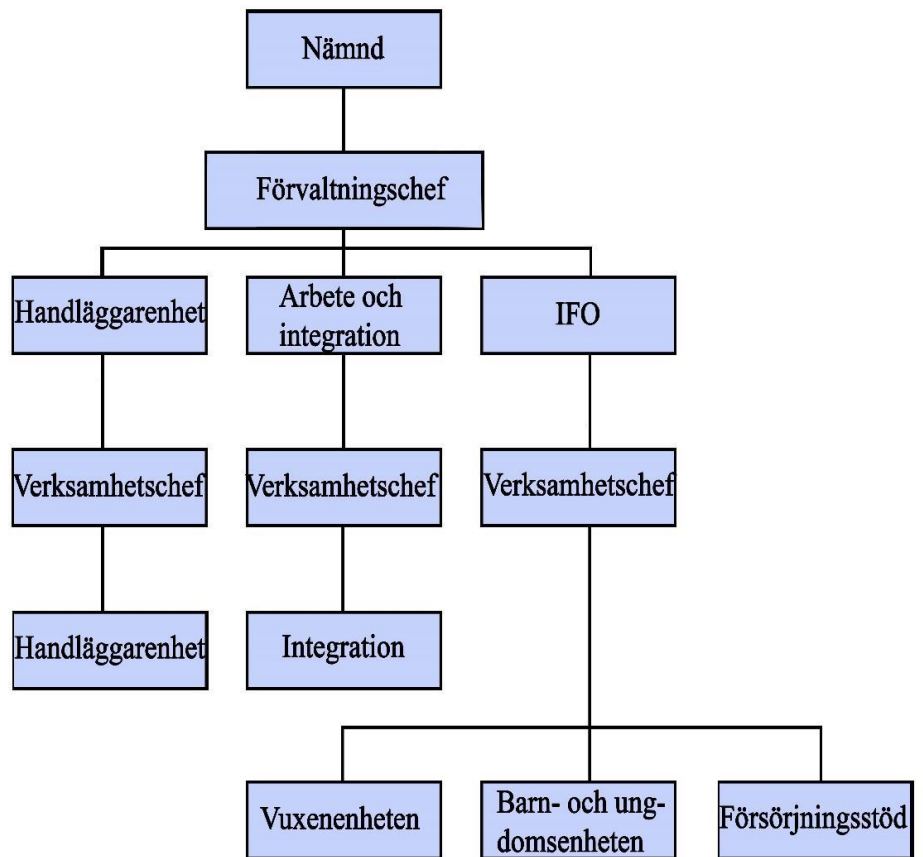 Nämnd
Förvaltningschef
Handläggarenhet
Arbete och
integration
IFO
Verksamhetschef
Verksamhetschef
Verksamhetschef
Handläggarenhet
Integration
Vuxenenheten
Barn- och ung-
domsenheten
Försörjningsstöd